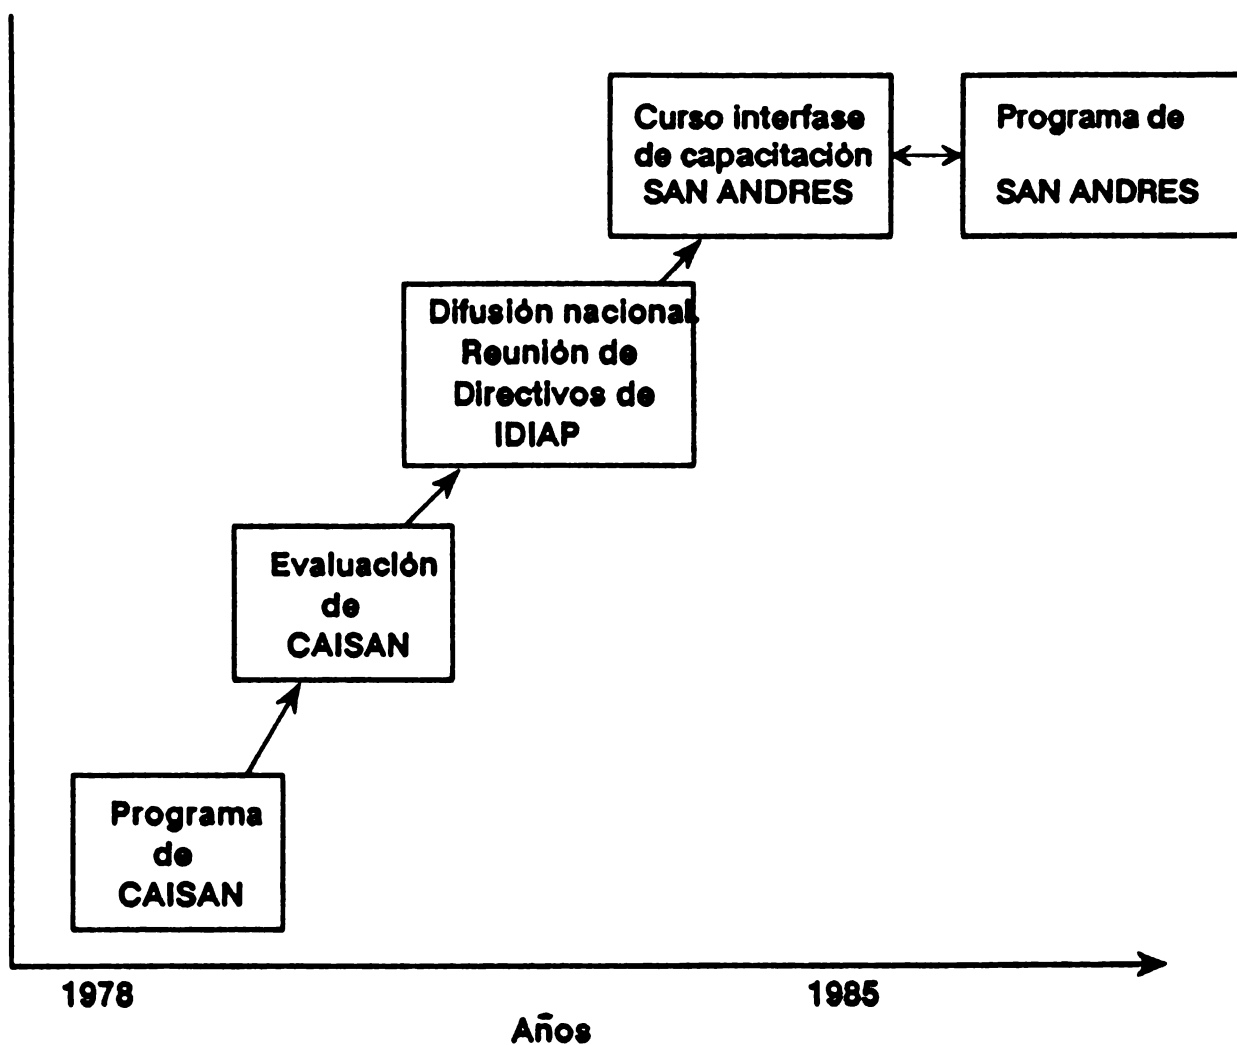 Curso interfase
de capacitación
SAN ANDRES
Programa de
SAN ANDRES
Difusión nacional.
Reunión de
Directivos de
IDIAP
Evaluación
de
CAISAN
Programa
de
CAISAN
1978
1985
Años